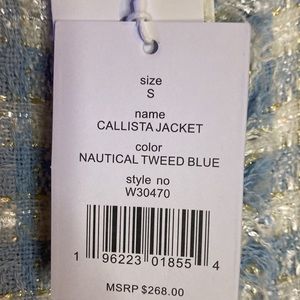 size
S
name
CALLISTA JACKET
color
NAUTICAL TWEED BLUE
style no
W30470
1 96223 01855 4
MSRP $268.00